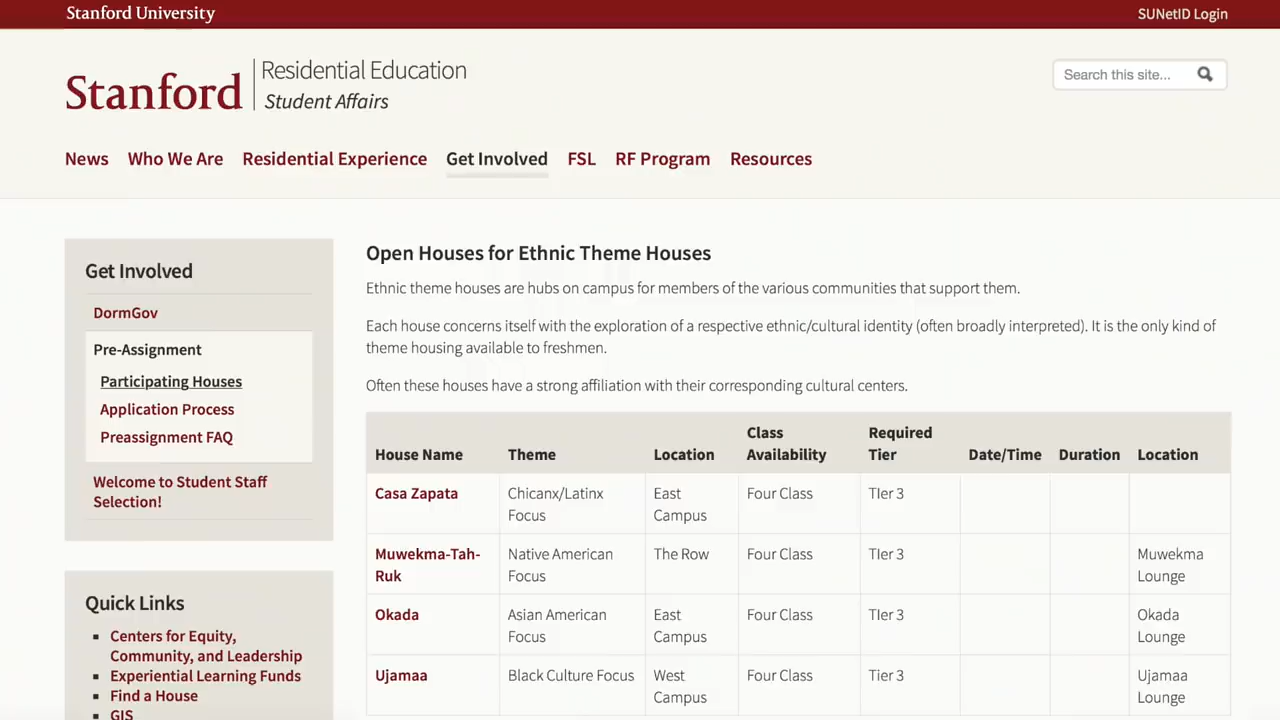 Stanford University
SUNetID Login
Stanford
Residential Education
Student Affairs
Search this site...
News Who We Are Residential Experience Get Involved FSL RF Program Resources
Get Involved
DormGov
Pre-Assignment
Participating Houses
Application Process
Preassignment FAQ
Welcome to Student Staff
Selection!
Quick Links
Centers for Equity,
Community, and Leadership
Experiential Learning Funds
Find a House
GIS
Open Houses for Ethnic Theme Houses
Ethnic theme houses are hubs on campus for members of the various communities that support them.
Each house concerns itself with the exploration of a respective ethnic/cultural identity (often broadly interpreted). It is the only kind of
theme housing available to freshmen.
Often these houses have a strong affiliation with their corresponding cultural centers.
Class Required
House Name Theme Location Availability Tier Date/Time Duration Location
Casa Zapata Chicanx/Latinx East Four Class TIer 3
Focus Campus
Muwekma-Tah- Native American The Row Four Class TIer 3 Muwekma
Ruk Focus Lounge
Okada Asian American East Four Class TIer 3 Okada
Focus Campus Lounge
Ujamaa Black Culture Focus West Four Class Tier 3 Ujamaa
Campus Lounge